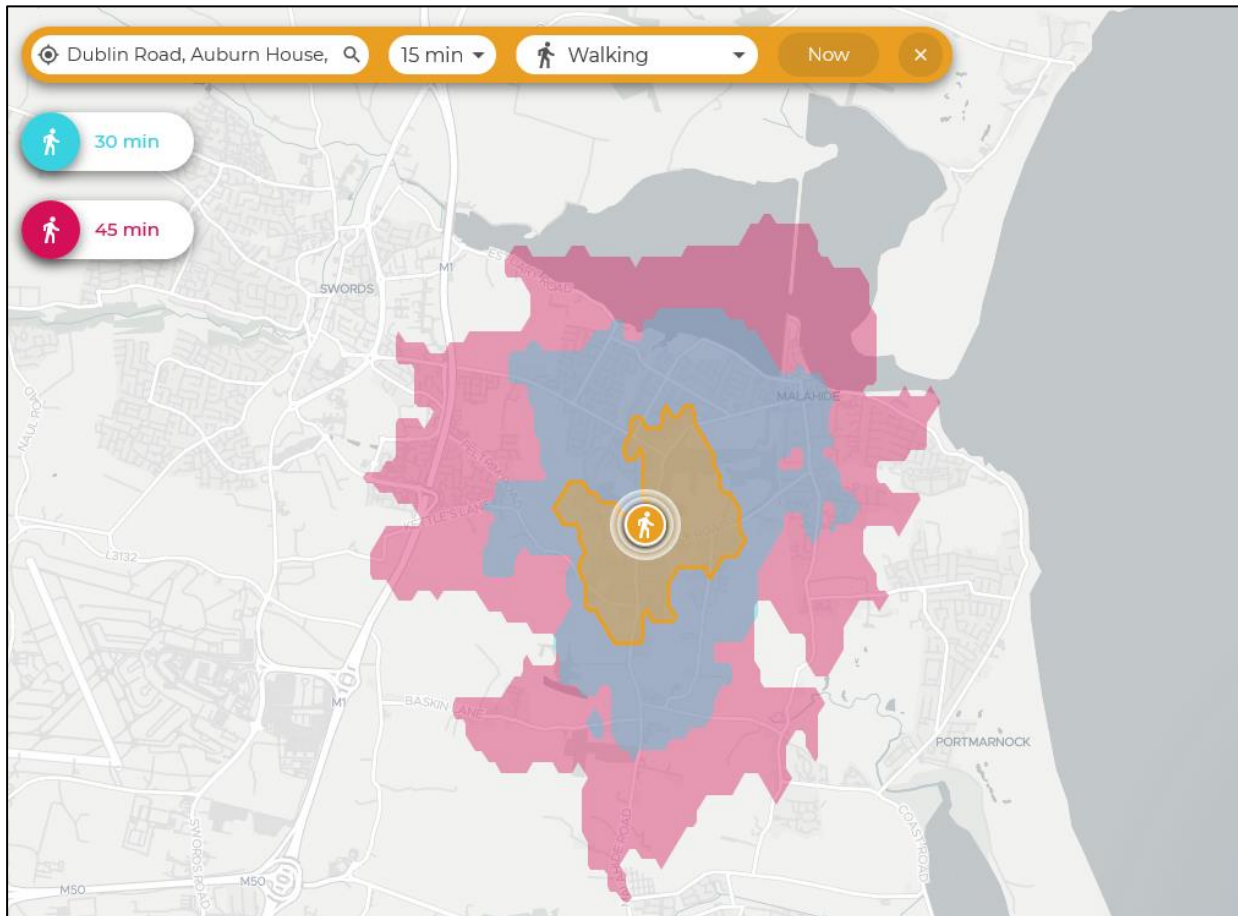 Dublin Road, Auburn House,
15 min
Walking
Now
30 min
45 min
M1
ESTUARY ROAD
SWORDS
MALAHIDE
NAUL ROAD
FELTRIM ROAD
KETTLE'S LANE
L3132
M1
BASKIN LANE
PORTMARNOCK
COAST ROAD
SWORDS ROAD
MALAHIDE ROAD
M50
M50